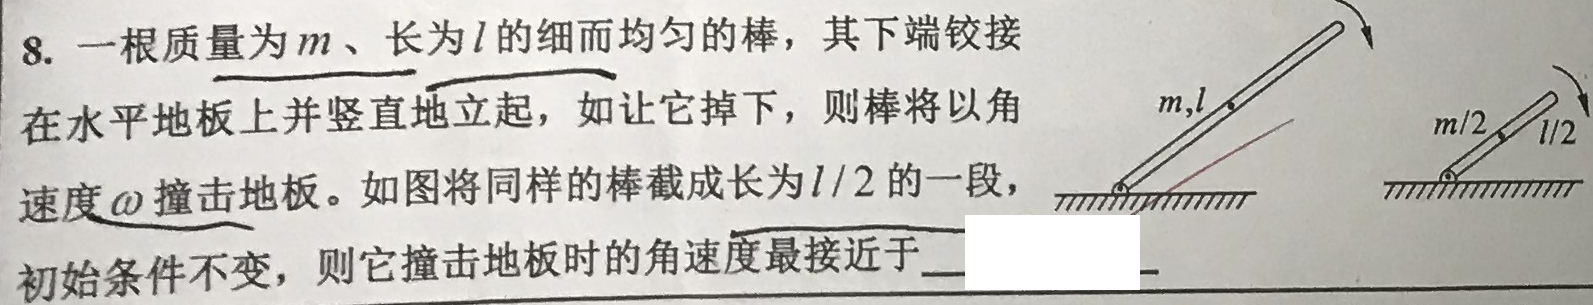 8. 一根质量为m、长为l的细而均匀的棒，其下端铰接
在水平地板上并竖直地立起，如让它掉下，则棒将以角
速度ω撞击地板。如图将同样的棒截成长为l/2的一段，
初始条件不变，则它撞击地板时的角速度最接近于
m,l
m/2
l/2